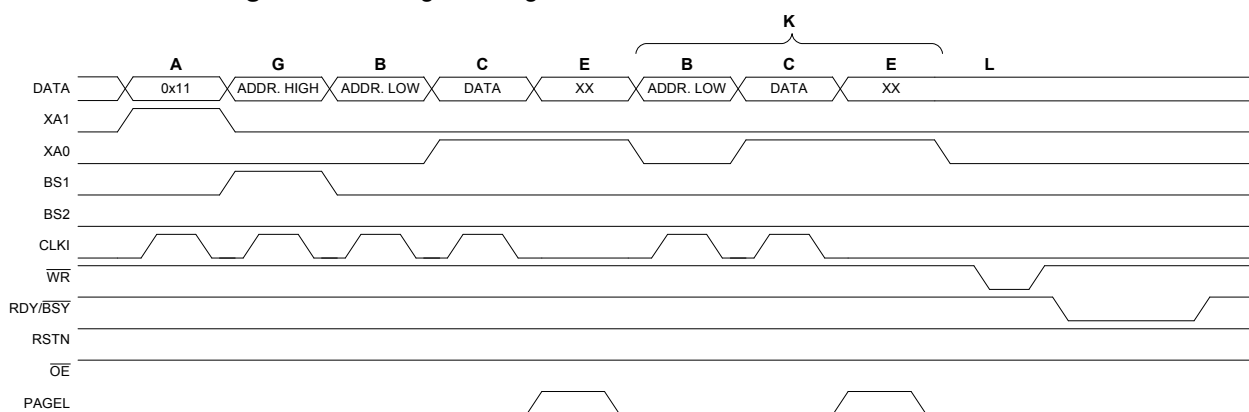 K
A G B C E B C E L
DATA 0x11 ADDR. HIGH ADDR. LOW DATA XX ADDR. LOW DATA XX
XA1
XA0
BS1
BS2
CLKI
WR
RDY/BSY
RSTN
OE
PAGEL